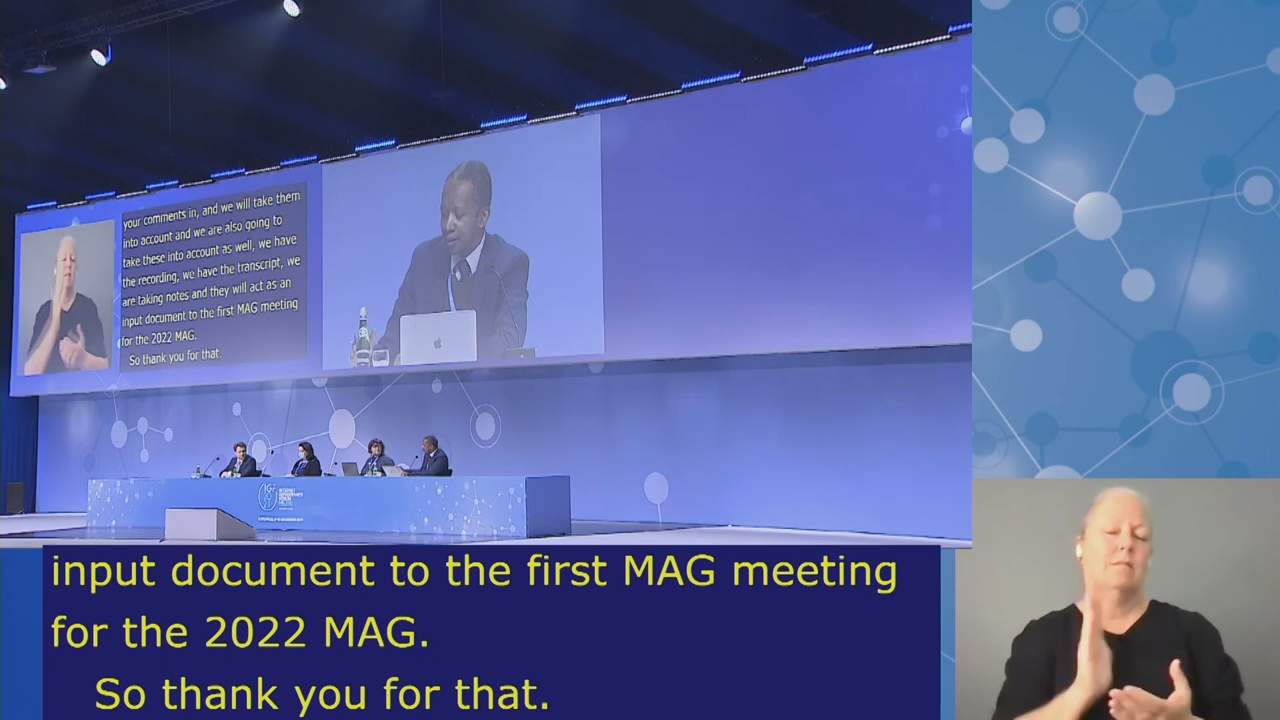 your comments in, and we will take them
into account and we are also going to
take these into account as well, we have
the recording, we have the transcript, we
are taking notes and they will act as an
input document to the first MAG meeting
for the 2022 MAG.
So thank you for that.
INTERNET
GOVERNANCE
FORUM
input document to the first MAG meeting
for the 2022 MAG.
So thank you for that.